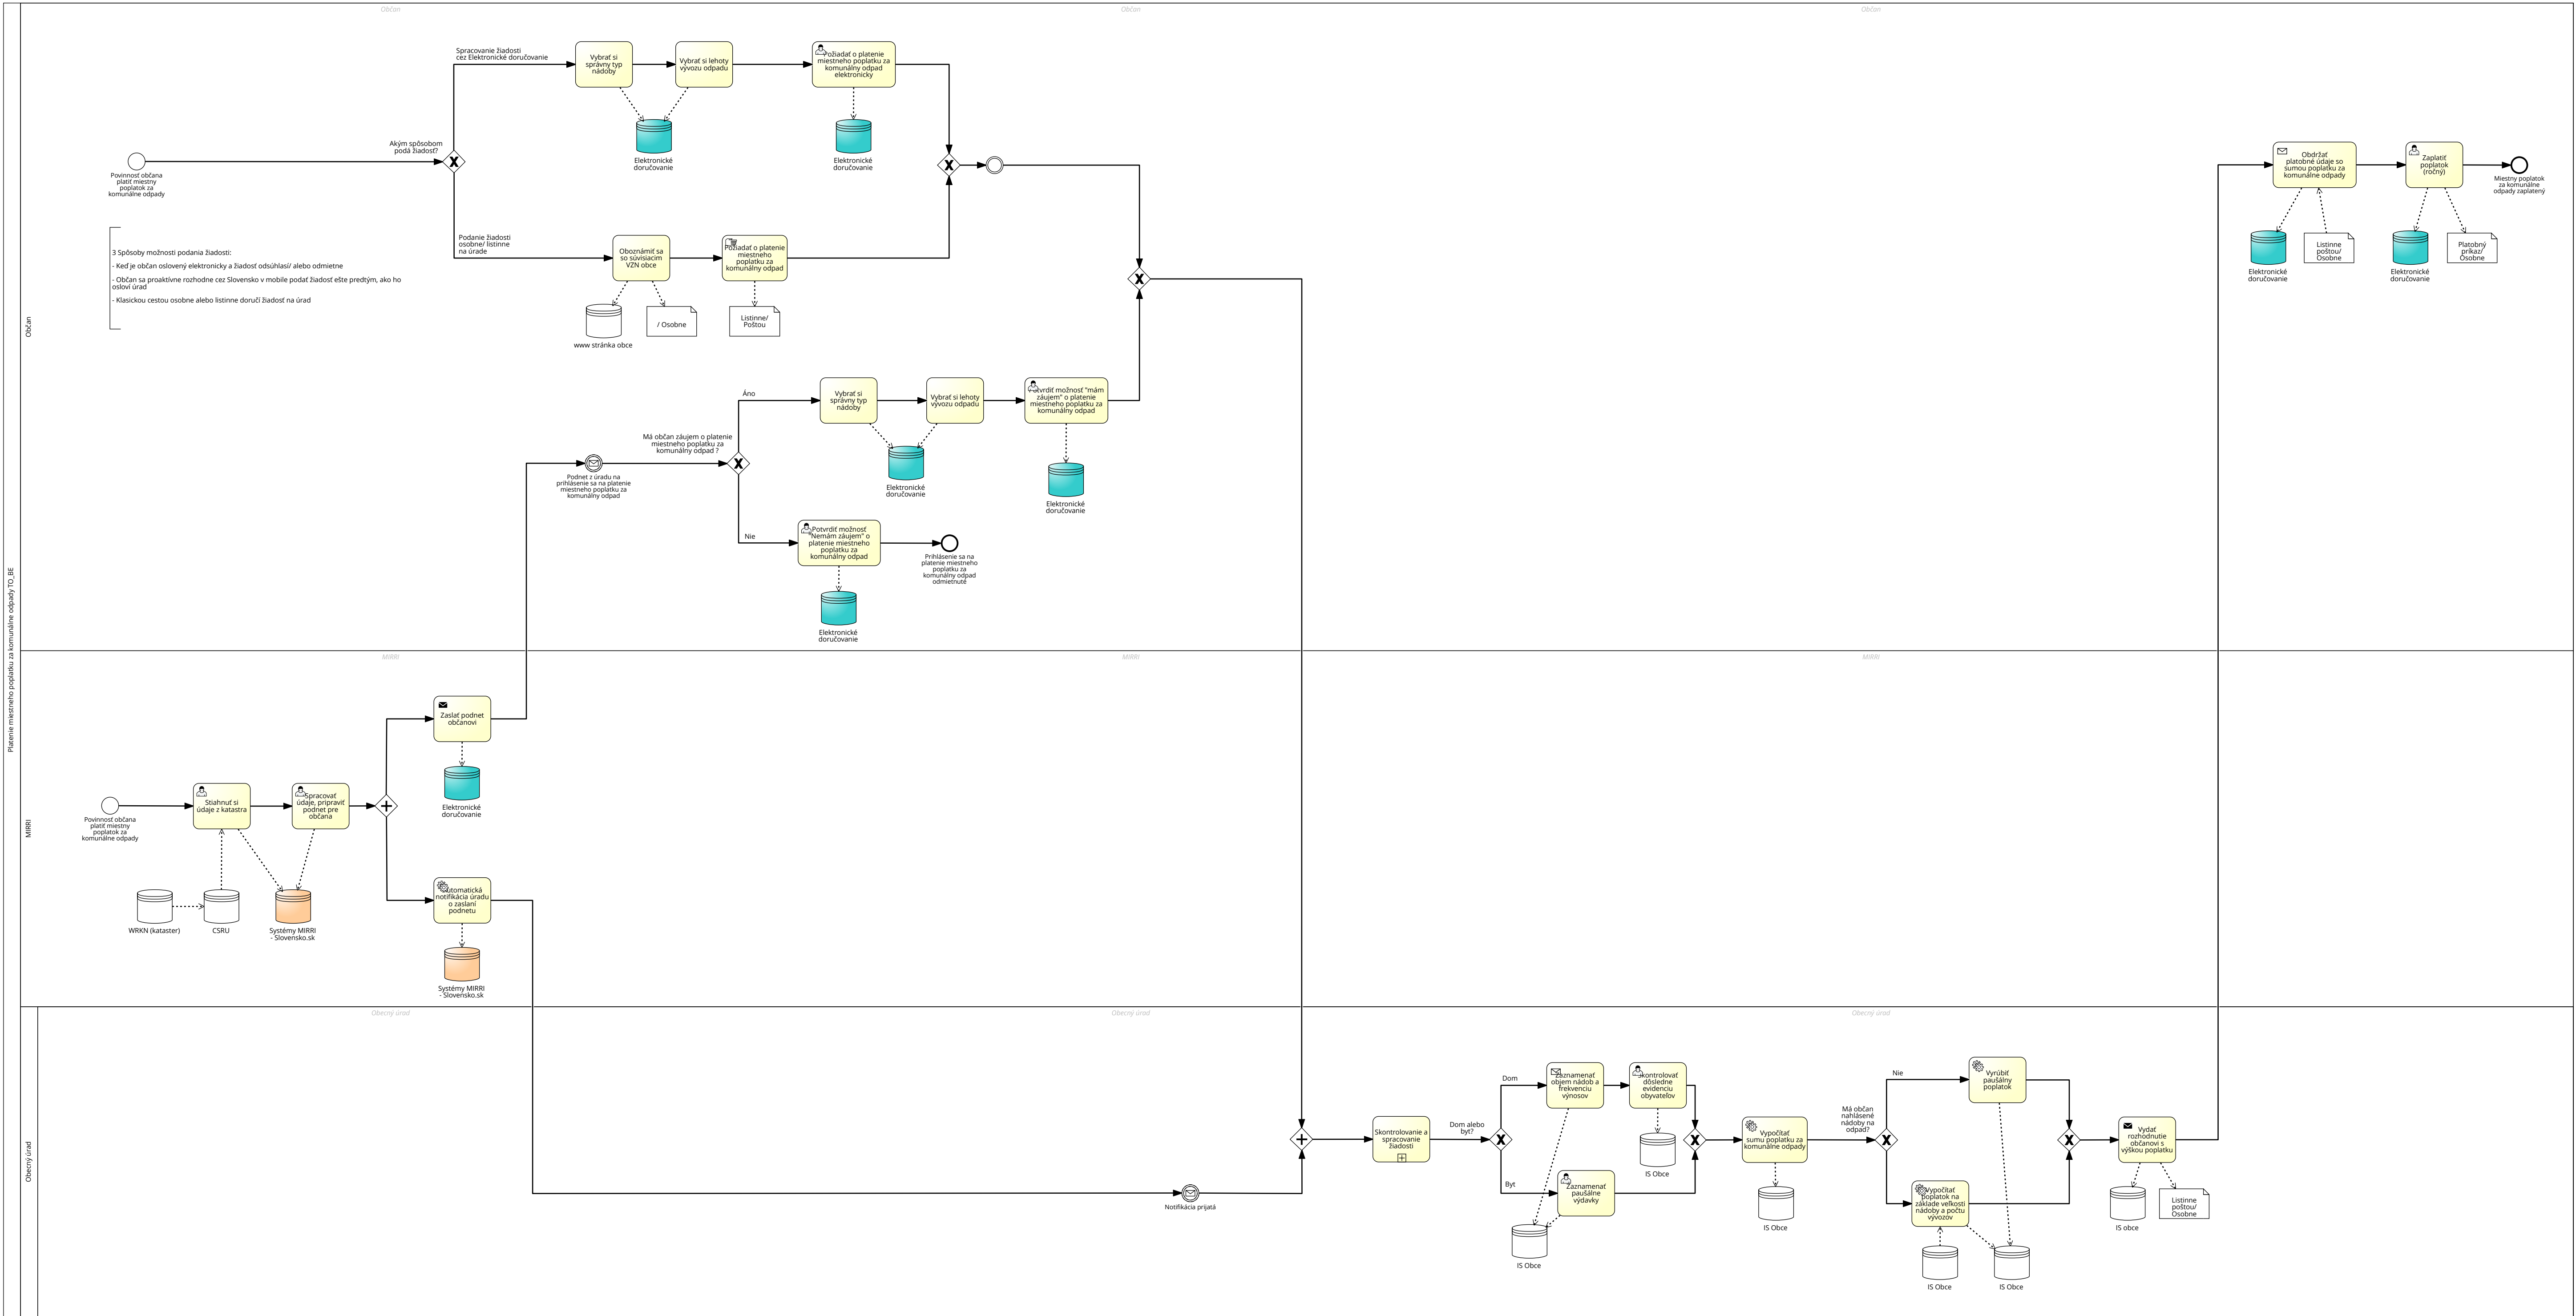 Platenie miestneho poplatku za komunálne odpady TO_BE
Občan
Občan
Občan
Občan
Spracovanie žiadosti
cez Elektronické doručovanie
Vybrať si
správny typ
nádoby
Vybrať si lehoty
vývozu odpadu
Požiadať o platenie
miestneho poplatku za
komunálny odpad
elektronicky
Elektronické
doručovanie
Elektronické
doručovanie
Akým spôsobom
podá žiadosť?
Povinnosť občana
platiť miestny
poplatok za
komunálne odpady
Podanie žiadosti
osobne/ listinne
na úrade
Oboznámiť sa
so súvisiacim
VZN obce
Požiadať o platenie
miestneho
poplatku za
komunálny odpad
www stránka obce
/ Osobne
Listinne/
Poštou
3 Spôsoby možnosti podania žiadosti:
- Keď je občan oslovený elektronicky a žiadosť odsúhlasí/ alebo odmietne
- Občan sa proaktívne rozhodne cez Slovensko v mobile podať žiadosť ešte predtým, ako ho
osloví úrad
- Klasickou cestou osobne alebo listinne doručí žiadosť na úrad
Obdržať
platobné údaje so
sumou poplatku za
komunálne odpady
Zaplatiť
poplatok
(ročný)
Miestny poplatok
za komunálne
odpady zaplatený
Elektronické
doručovanie
Listinne
poštou/
Osobne
Elektronické
doručovanie
Platobný
príkaz/
Osobne
Podnet z úradu na
prihlásenie sa na platenie
miestneho poplatku za
komunálny odpad
Má občan záujem o platenie
miestneho poplatku za
komunálny odpad ?
Áno
Vybrať si
správny typ
nádoby
Vybrať si lehoty
vývozu odpadu
Potvrdiť možnosť "mám
záujem" o platenie
miestneho poplatku za
komunálny odpad
Elektronické
doručovanie
Elektronické
doručovanie
Nie
Potvrdiť možnosť
"Nemám záujem" o
platenie miestneho
poplatku za
komunálny odpad
Prihlásenie sa na
platenie miestneho
poplatku za
komunálny odpad
odmietnuté
Elektronické
doručovanie
MIRRI
MIRRI
MIRRI
MIRRI
Zaslať podnet
občanovi
Elektronické
doručovanie
Povinnosť občana
platiť miestny
poplatok za
komunálne odpady
Stiahnuť si
údaje z katastra
Spracovať
údaje, pripraviť
podnet pre
občana
WRKN (kataster)
CSRU
Systémy MIRRI
- Slovensko.sk
Automatická
notifikácia úradu
o zaslaní
podnetu
Systémy MIRRI
- Slovensko.sk
Obecný úrad
Obecný úrad
Obecný úrad
Obecný úrad
Notifikácia prijatá
Skontrolovanie a
spracovanie
žiadosti
Dom alebo
byt?
Dom
Zaznamenať
objem nádob a
frekvenciu
výnosov
Skontrolovať
dôsledne
evidenciu
obyvateľov
IS Obce
Byt
Zaznamenať
paušálne
výdavky
IS Obce
Vypočítať
sumu poplatku za
komunálne odpady
IS Obce
Má občan
nahlásené
nádoby na
odpad?
Nie
Vyrúbiť
paušálny
poplatok
Vypočítať
poplatok na
základe veľkosti
nádoby a počtu
vývozov
IS Obce
IS Obce
Vydať
rozhodnutie
občanovi s
výškou poplatku
IS obce
Listinne
poštou/
Osobne